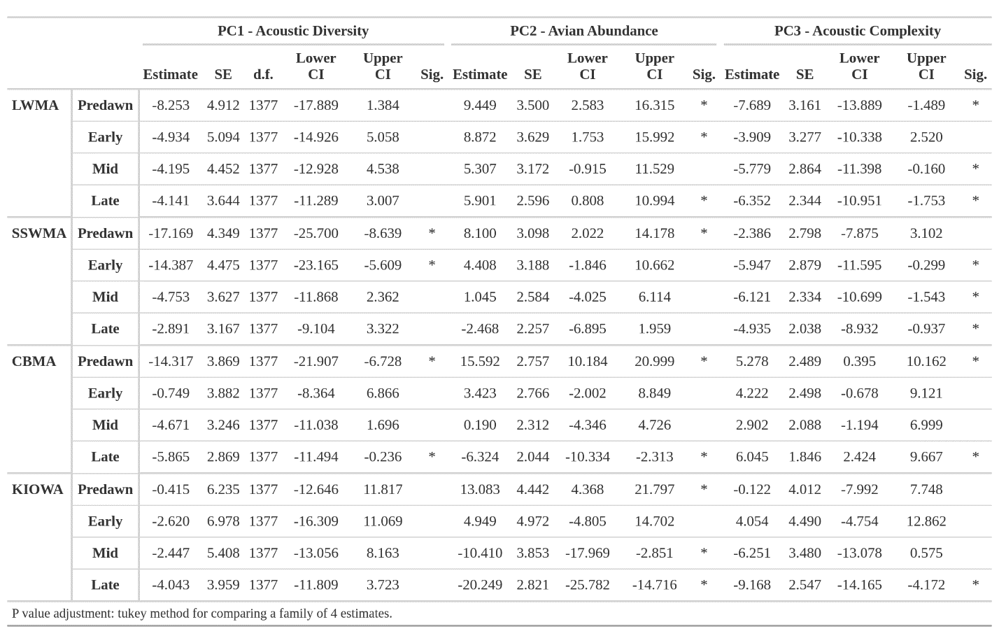 PC1 - Acoustic Diversity PC2 - Avian Abundance PC3 - Acoustic Complexity
Estimate SE d.f. Lower CI Upper CI Sig. Estimate SE Lower CI Upper CI Sig. Estimate SE Lower CI Upper CI Sig.
LWMA Predawn -8.253 4.912 1377 -17.889 1.384 9.449 3.500 2.583 16.315 * -7.689 3.161 -13.889 -1.489 *
Early -4.934 5.094 1377 -14.926 5.058 8.872 3.629 1.753 15.992 * -3.909 3.277 -10.338 2.520
Mid -4.195 4.452 1377 -12.928 4.538 5.307 3.172 -0.915 11.529 -5.779 2.864 -11.398 -0.160 *
Late -4.141 3.644 1377 -11.289 3.007 5.901 2.596 0.808 10.994 * -6.352 2.344 -10.951 -1.753 *
SSWMA Predawn -17.169 4.349 1377 -25.700 -8.639 * 8.100 3.098 2.022 14.178 * -2.386 2.798 -7.875 3.102
Early -14.387 4.475 1377 -23.165 -5.609 * 4.408 3.188 -1.846 10.662 -5.947 2.879 -11.595 -0.299 *
Mid -4.753 3.627 1377 -11.868 2.362 1.045 2.584 -4.025 6.114 -6.121 2.334 -10.699 -1.543 *
Late -2.891 3.167 1377 -9.104 3.322 -2.468 2.257 -6.895 1.959 -4.935 2.038 -8.932 -0.937 *
CBMA Predawn -14.317 3.869 1377 -21.907 -6.728 * 15.592 2.757 10.184 20.999 * 5.278 2.489 0.395 10.162 *
Early -0.749 3.882 1377 -8.364 6.866 3.423 2.766 -2.002 8.849 4.222 2.498 -0.678 9.121
Mid -4.671 3.246 1377 -11.038 1.696 0.190 2.312 -4.346 4.726 2.902 2.088 -1.194 6.999
Late -5.865 2.869 1377 -11.494 -0.236 * -6.324 2.044 -10.334 -2.313 * 6.045 1.846 2.424 9.667 *
KIOWA Predawn -0.415 6.235 1377 -12.646 11.817 13.083 4.442 4.368 21.797 * -0.122 4.012 -7.992 7.748
Early -2.620 6.978 1377 -16.309 11.069 4.949 4.972 -4.805 14.702 4.054 4.490 -4.754 12.862
Mid -2.447 5.408 1377 -13.056 8.163 -10.410 3.853 -17.969 -2.851 * -6.251 3.480 -13.078 0.575
Late -4.043 3.959 1377 -11.809 3.723 -20.249 2.821 -25.782 -14.716 * -9.168 2.547 -14.165 -4.172 *
P value adjustment: tukey method for comparing a family of 4 estimates.